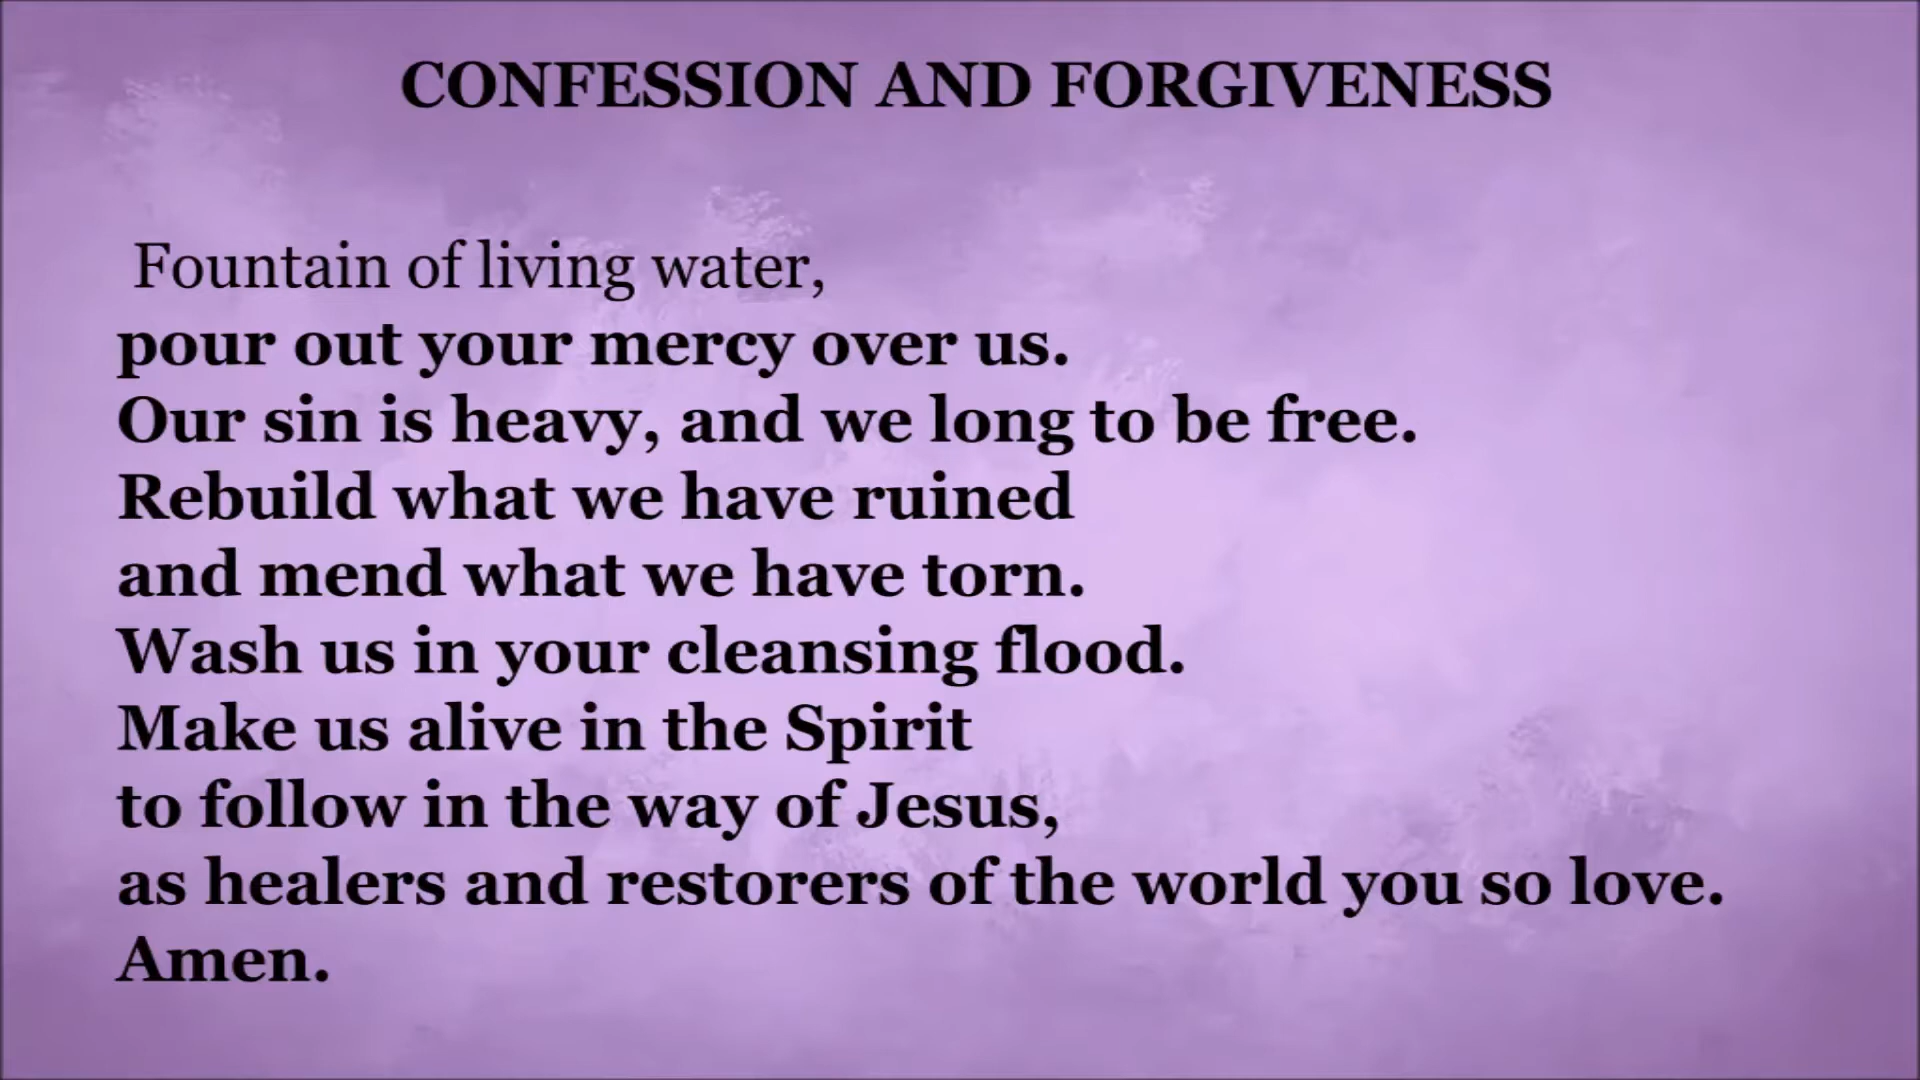 CONFESSION AND FORGIVENESS
Fountain of living water,
pour out your mercy over us.
Our sin is heavy, and we long to be free.
Rebuild what we have ruined
and mend what we have torn.
Wash us in your cleansing flood.
Make us alive in the Spirit
to follow in the way of Jesus,
as healers and restorers of the world you so love.
Amen.